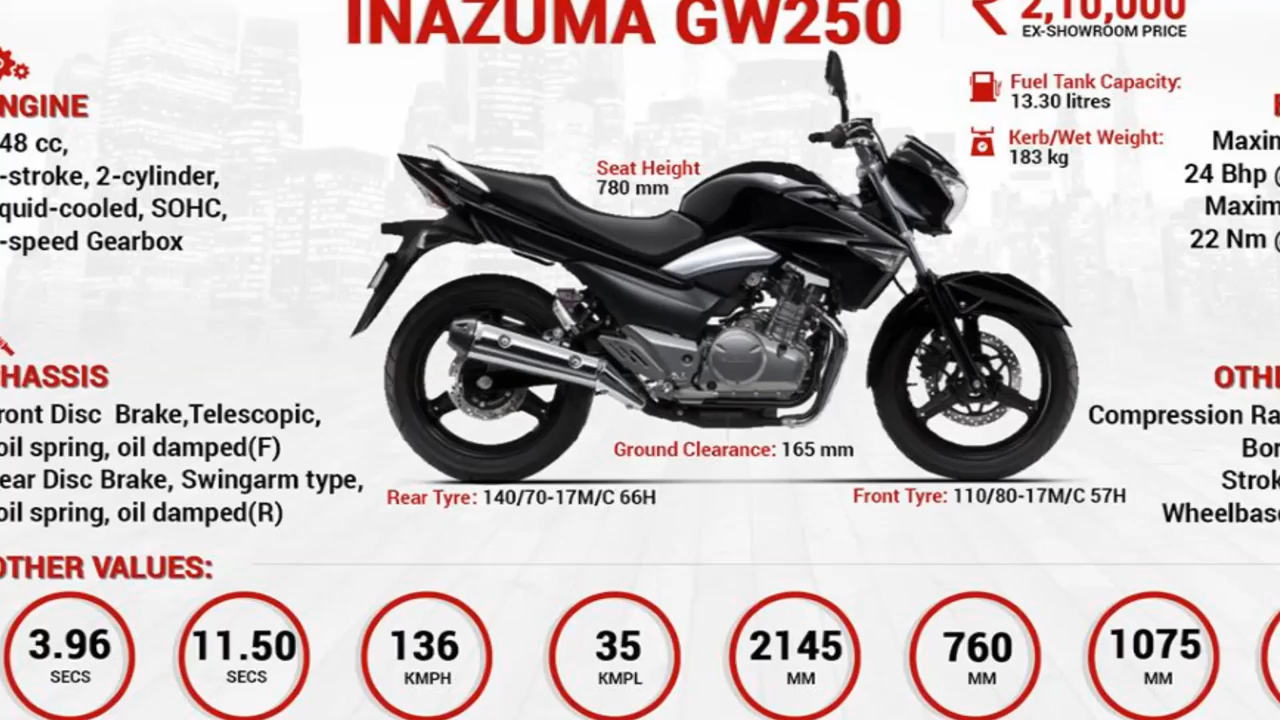 INAZUMA GW250
2,10,000
EX-SHOWROOM PRICE
Fuel Tank Capacity:
13.30 litres
Kerb/Wet Weight:
183 kg
NGINE
48 cc,
-stroke, 2-cylinder,
quid-cooled, SOHC,
-speed Gearbox
Seat Height
780 mm
Maxin
24 Bhp @
Maxim
22 Nm @
HASSIS
ront Disc Brake,Telescopic,
oil spring, oil damped(F)
ear Disc Brake, Swingarm type,
oil spring, oil damped(R)
OTHE
Compression Ra
Bor
Strok
Wheelbas
Ground Clearance: 165 mm
Rear Tyre: 140/70-17M/C 66H
Front Tyre: 110/80-17M/C 57H
OTHER VALUES:
3.96
SECS
11.50
SECS
136
KMPH
35
KMPL
2145
MM
760
MM
1075
MM